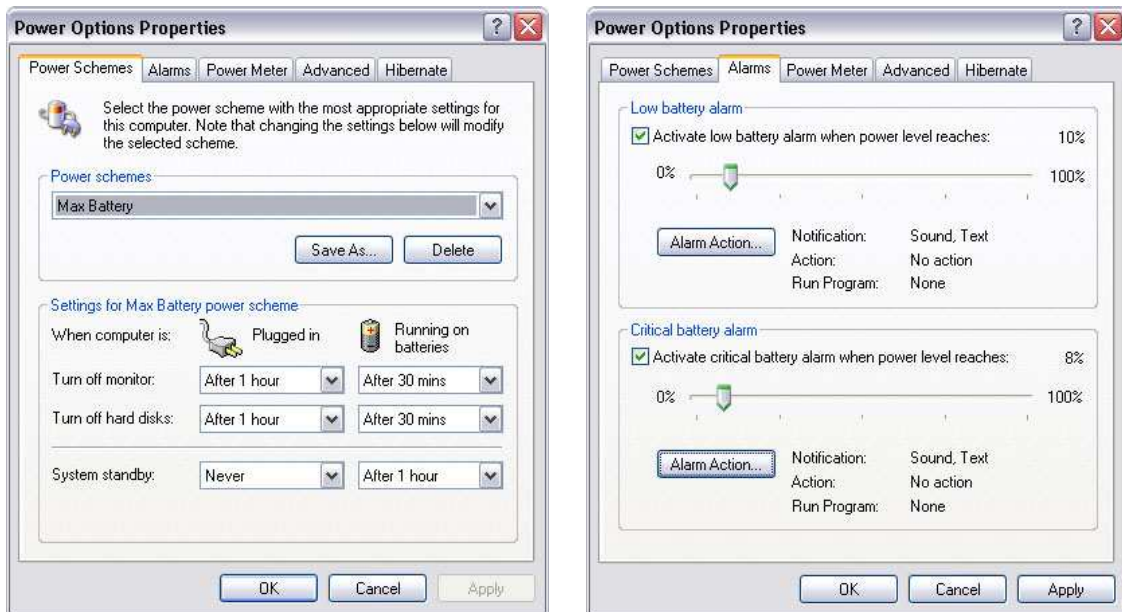 Power Options Properties
Power Schemes Alarms Power Meter Advanced Hibernate
Select the power scheme with the most appropriate settings for
this computer. Note that changing the settings below will modify
the selected scheme.
Power schemes
Max Battery
Save As... Delete
Settings for Max Battery power scheme
When computer is: Plugged in Running on
batteries
Turn off monitor: After 1 hour After 30 mins
Turn off hard disks: After 1 hour After 30 mins
System standby: Never After 1 hour
OK Cancel Apply
Power Options Properties
Power Schemes Alarms Power Meter Advanced Hibernate
Low battery alarm
Activate low battery alarm when power level reaches: 10%
0% 100%
Alarm Action... Notification: Sound, Text
Action: No action
Run Program: None
Critical battery alarm
Activate critical battery alarm when power level reaches: 8%
0% 100%
Alarm Action... Notification: Sound, Text
Action: No action
Run Program: None
OK Cancel Apply